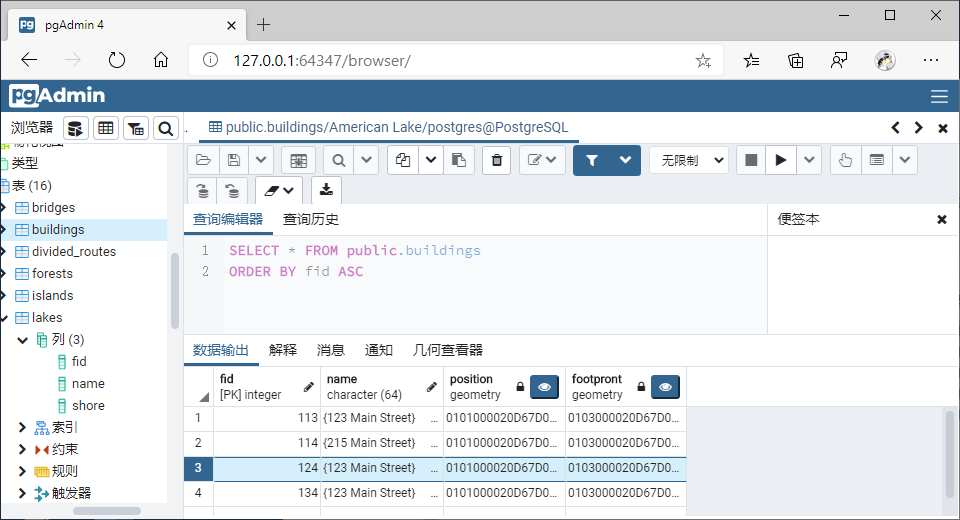 pgAdmin 4
127.0.0.1:64347/browser/
pgAdmin
浏览器
public.buildings/American Lake/postgres@PostgreSQL
类型
表 (16)
bridges
buildings
divided_routes
forests
islands
lakes
列 (3)
fid
name
shore
索引
约束
规则
触发器
无限制
查询编辑器 查询历史 便签本
1 SELECT * FROM public.buildings
2 ORDER BY fid ASC
数据输出 解释 消息 通知 几何查看器
fid name position footpront
[PK] integer character (64) geometry geometry
1 113 {123 Main Street} ... 0101000020D67D0... 0103000020D67D0...
2 114 {215 Main Street} ... 0101000020D67D0... 0103000020D67D0...
3 124 {123 Main Street} ... 0101000020D67D0... 0103000020D67D0...
4 134 {123 Main Street} ... 0101000020D67D0... 0103000020D67D0...